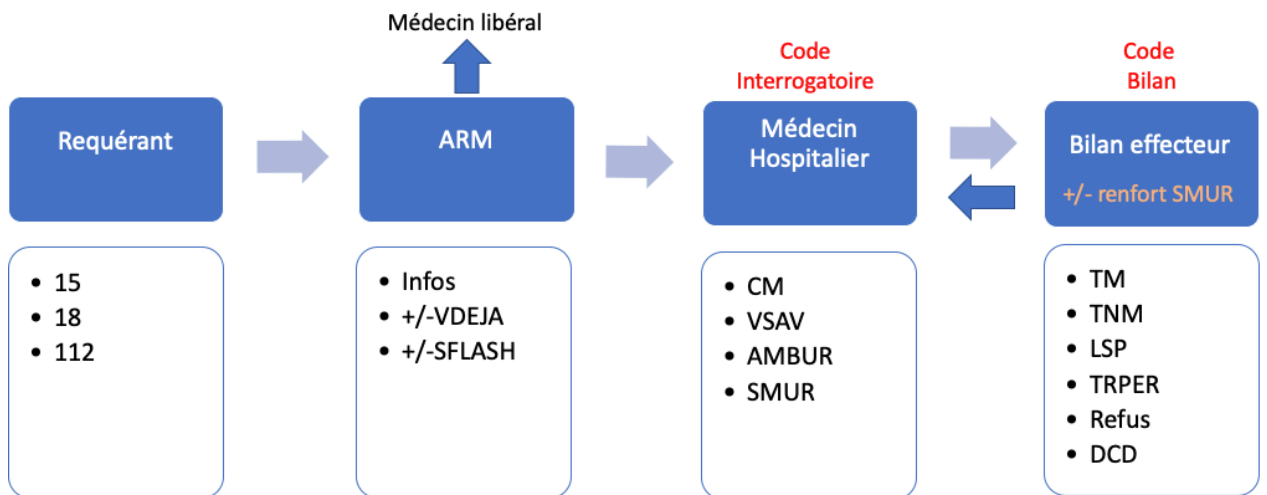 Médecin libéral
Code
Interrogatoire
Code
Bilan
Requérant
ARM
Médecin
Hospitalier
Bilan effecteur
+/- renfort SMUR
• 15
• 18
• 112
• Infos
• +/-VDEJA
• +/-SFLASH
• CM
• VSAV
• AMBUR
• SMUR
• TM
• TNM
• LSP
• TRPER
• Refus
• DCD